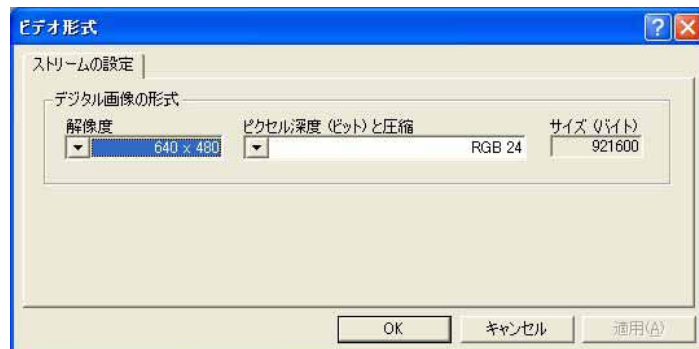 ビデオ形式
ストリームの設定
デジタル画像の形式
解像度
ピクセル深度 (ビット) と圧縮
サイズ (バイト)
640 x 480
RGB 24
921600
OK
キャンセル
適用(A)